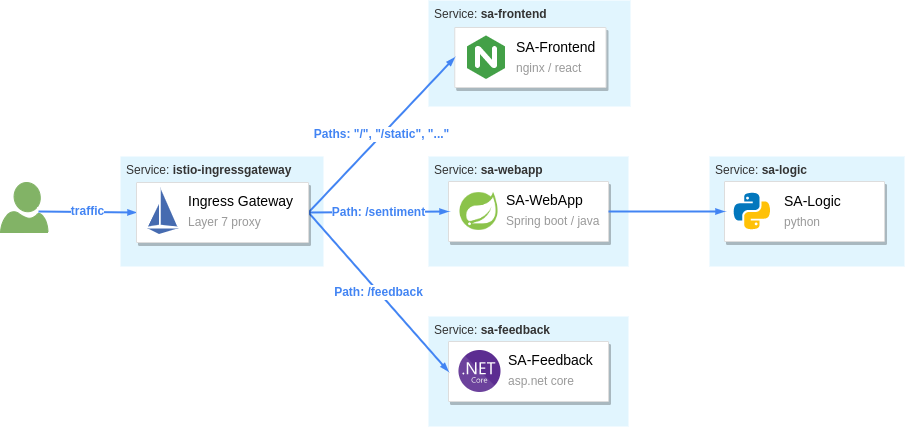 Service: sa-frontend
SA-Frontend
nginx / react
Paths: "/", "/static", "..."
Service: istio-ingressgateway
Ingress Gateway
Layer 7 proxy
traffic
Path: /sentiment
Service: sa-webapp
SA-WebApp
Spring boot / java
Service: sa-logic
SA-Logic
python
Path: /feedback
Service: sa-feedback
.NET
Core
SA-Feedback
asp.net core